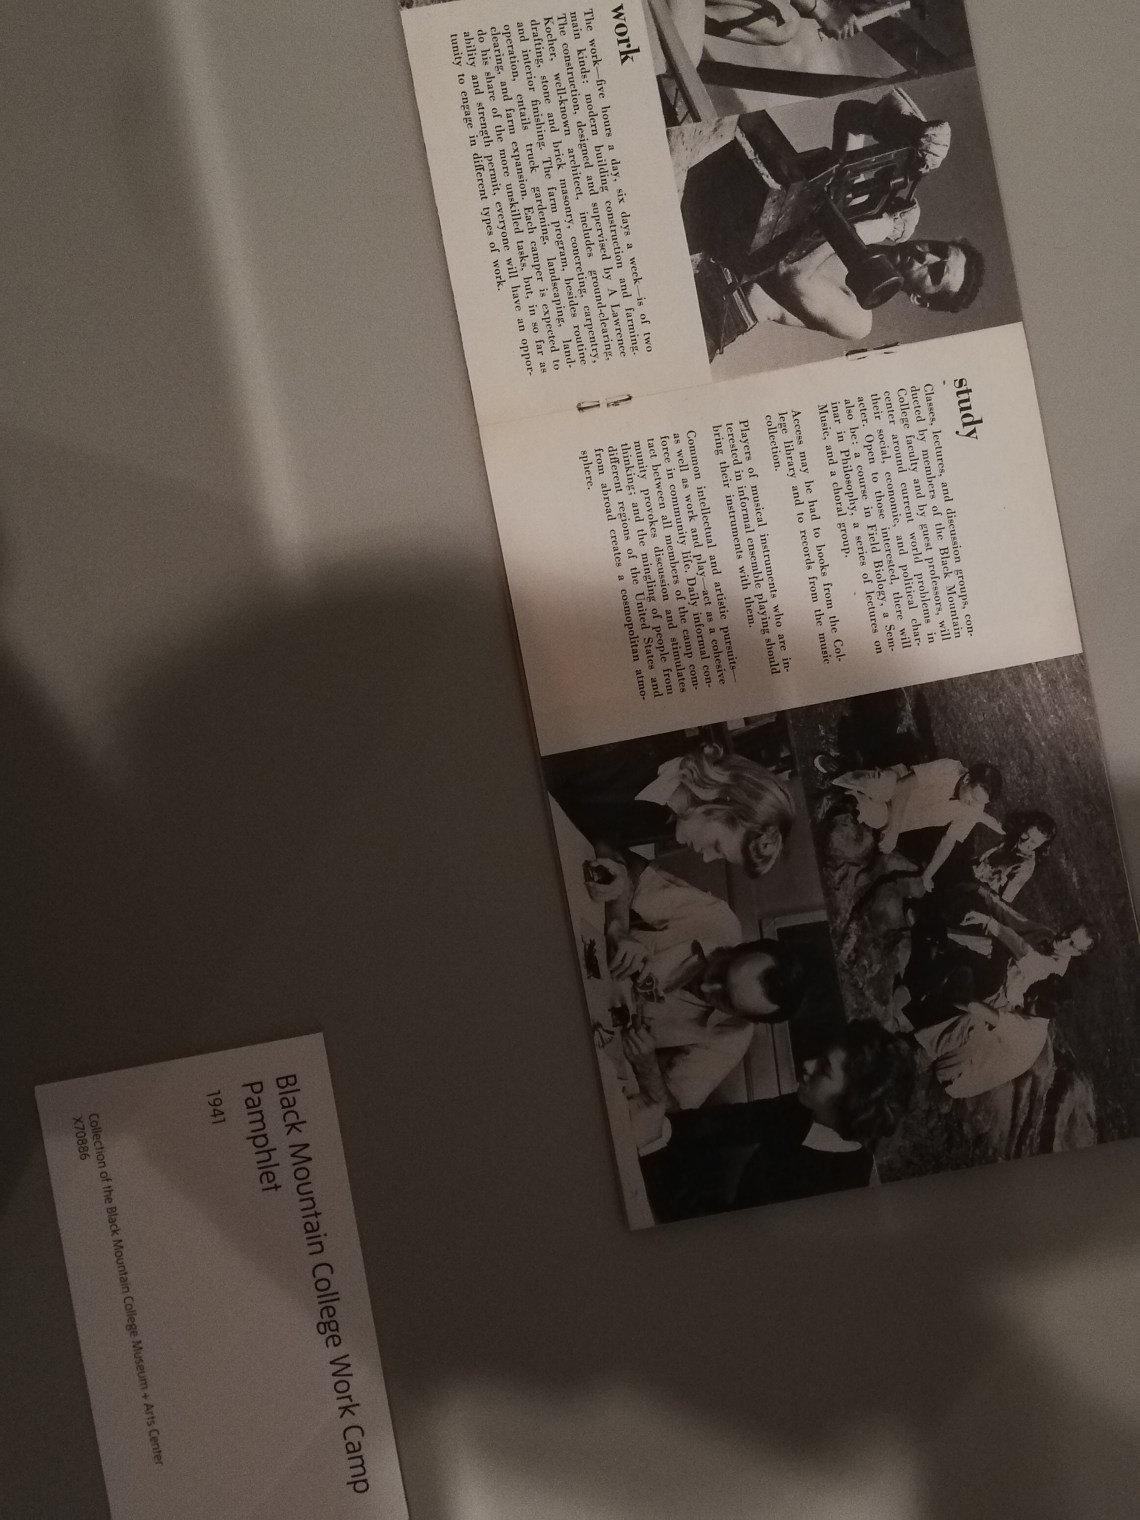 work
The work—five hours a day, six days a week—is of two
main kinds: modern building construction and farming.
The construction, designed and supervised by A Lawrence
Kocher, well-known architect, includes ground-clearing,
drafting, stone and brick masonry, concreting, carpentry,
and interior finishing. The farm program, besides routine
operation, entails truck gardening, landscaping, land-
clearing, and farm expansion. Each camper is expected to
do his share of the more unskilled tasks, but, in so far as
ability and strength permit, everyone will have an oppor-
tunity to engage in different types of work.
study
Classes, lectures, and discussion groups, con-
ducted by members of the Black Mountain
College faculty and by guest professors, will
center around current world problems in
their social, economic, and political char-
acter. Open to those interested, there will
also be: a course in Field Biology, a Sem-
inar in Philosophy, a series of lectures on
Music, and a choral group.
Access may be had to books from the Col-
lege library and to records from the music
collection.
Players of musical instruments who are in-
terested in informal ensemble playing should
bring their instruments with them.
Common intellectual and artistic pursuits—
as well as work and play—act as a cohesive
force in community life. Daily informal con-
tact between all members of the camp com-
munity provokes discussion and stimulates
thinking; and the mingling of people from
different regions of the United States and
from abroad creates a cosmopolitan atmo-
sphere.
Black Mountain College Work Camp
Pamphlet
1941
Collection of the Black Mountain College Museum + Arts Center
X70886